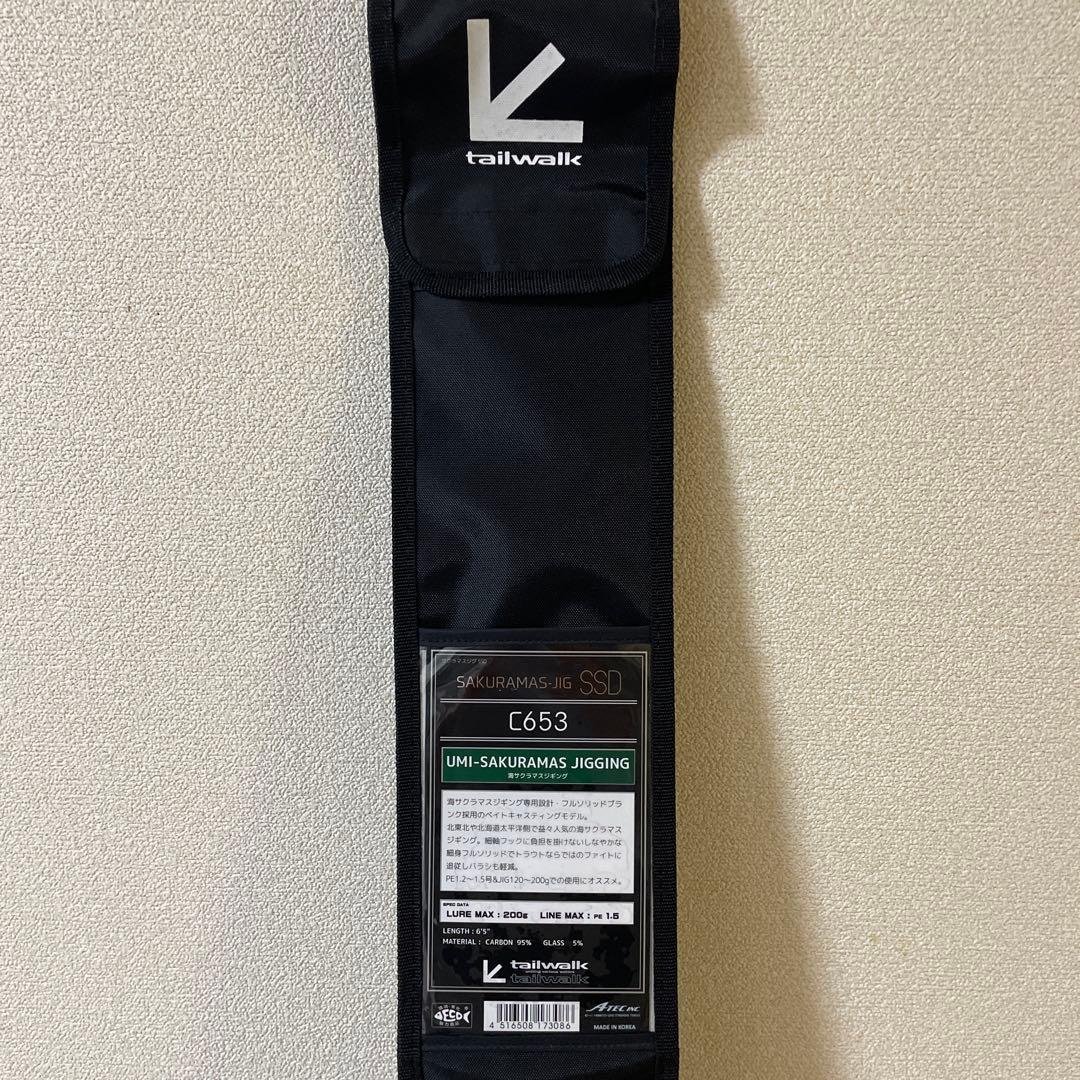 tailwalk
サクラマスジグ SSD
SAKURAMAS-JIG SSD
C653
UMI-SAKURAMAS JIGGING
海サクラマスジギング
海サクラマスジギング専用設計・フルソリッドブラ
ンク採用のベイトキャスティングモデル。
北東北や北海道太平洋側で益々人気の海サクラマス
ジギング。細軸フックに負担を掛けないしなやかな
細身フルソリッドでトラウトならではのファイトに
追従しバラシも軽減。
PE1.2〜1.5号&JIG120〜200gでの使用にオススメ。
SPEC DATA
LURE MAX : 200g LINE MAX : PE 1.5
LENGTH : 6'5"
MATERIAL : CARBON 95% GLASS 5%
tailwalk
tailwalk
FECO
4 516508 173086
A-TEC INC
MADE IN KOREA